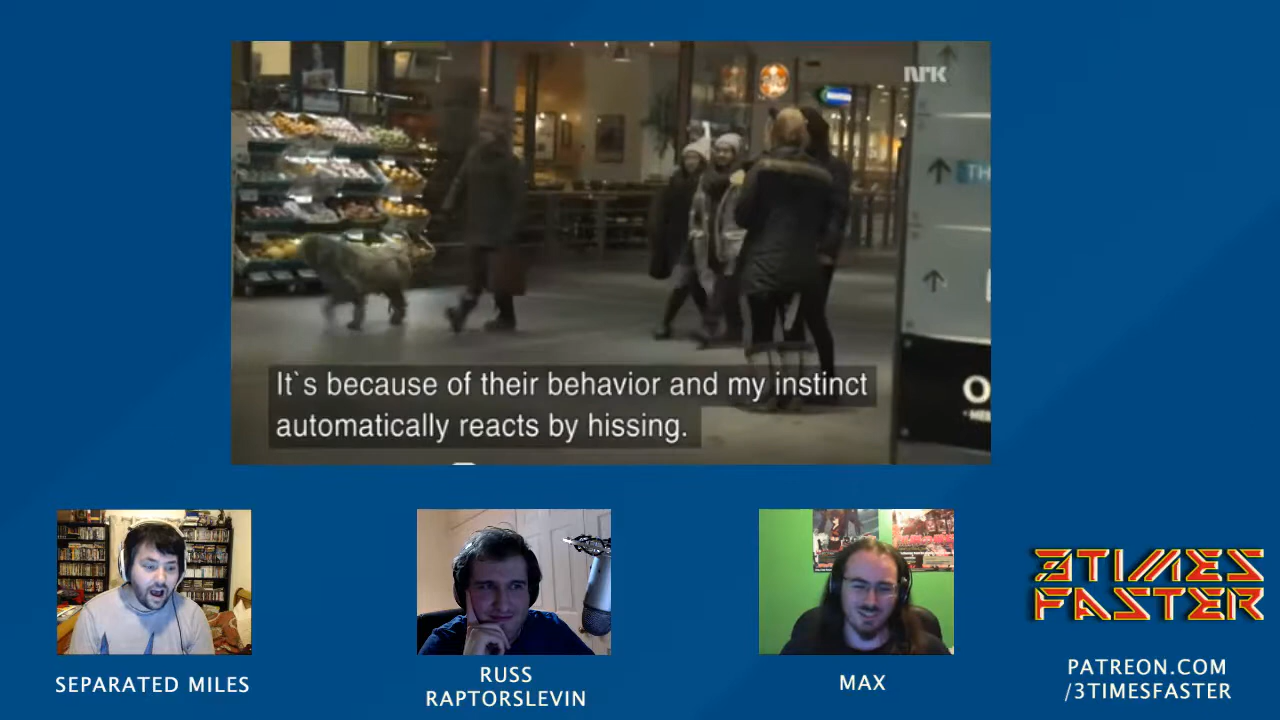 NRK
TH
It`s because of their behavior and my instinct
automatically reacts by hissing.
SEPARATED MILES
RUSS
RAPTORSLEVIN
MAX
3TIMES
FASTER
PATREON.COM
/3TIMESFASTER